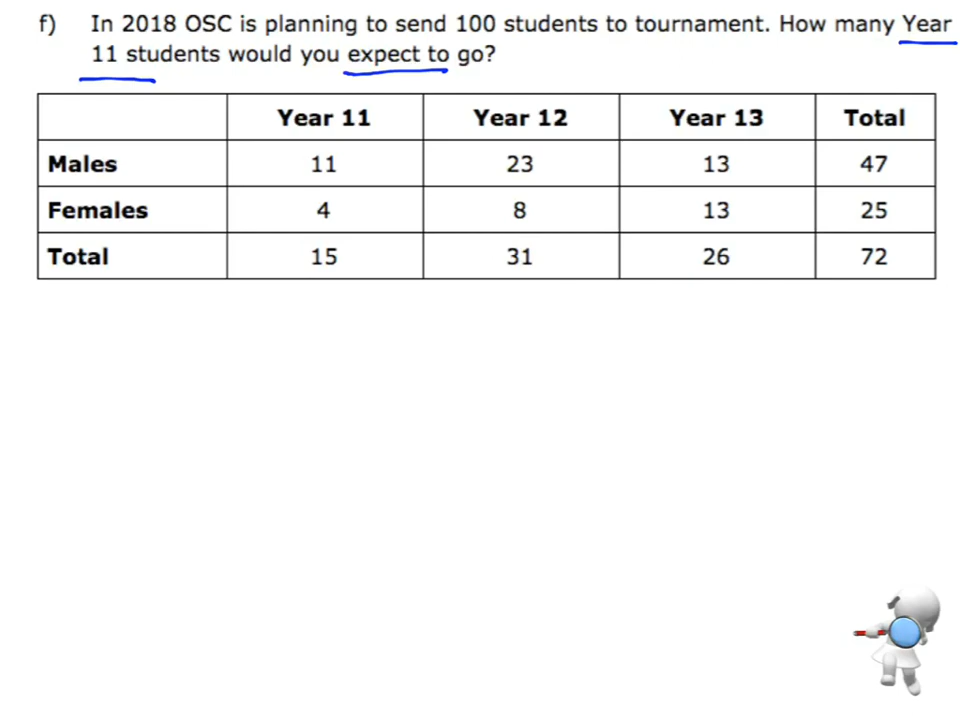 f) In 2018 OSC is planning to send 100 students to tournament. How many Year
11 students would you expect to go?
Year 11 Year 12 Year 13 Total
Males 11 23 13 47
Females 4 8 13 25
Total 15 31 26 72